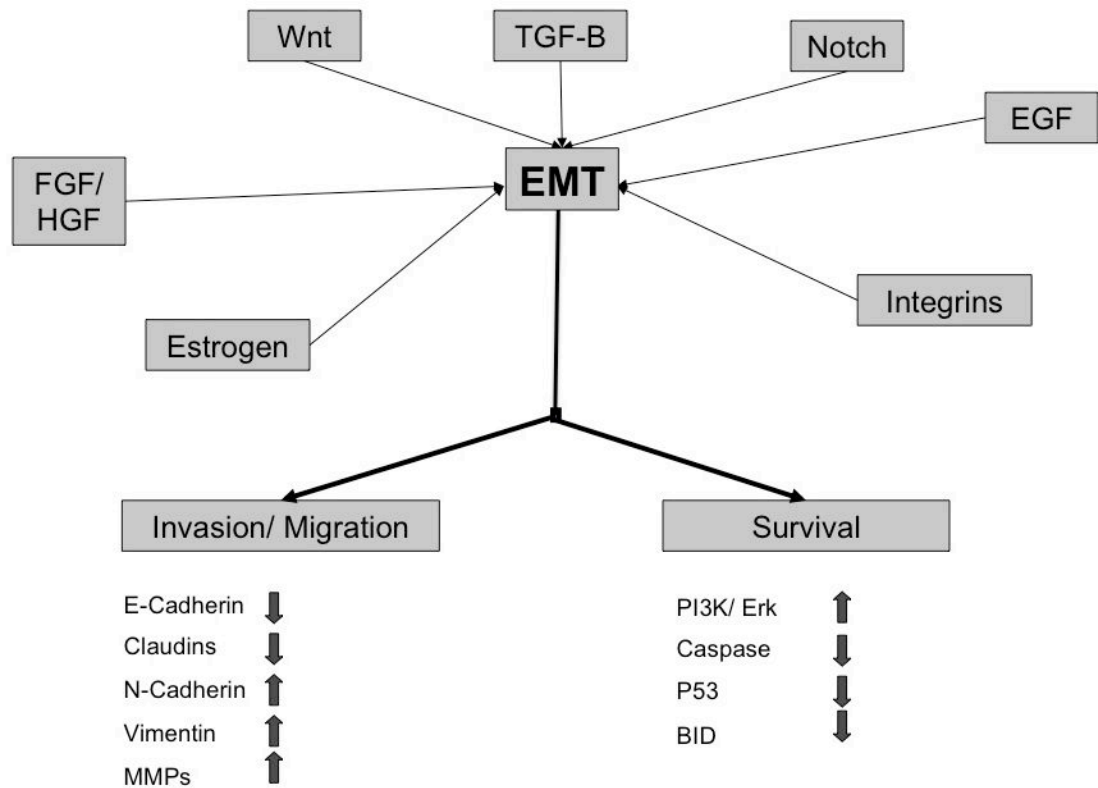 Wnt
TGF-B
Notch
EGF
EMT
FGF/
HGF
Integrins
Estrogen
Invasion/ Migration
Survival
E-Cadherin
Claudins
N-Cadherin
Vimentin
MMPs
PI3K/ Erk
Caspase
P53
BID